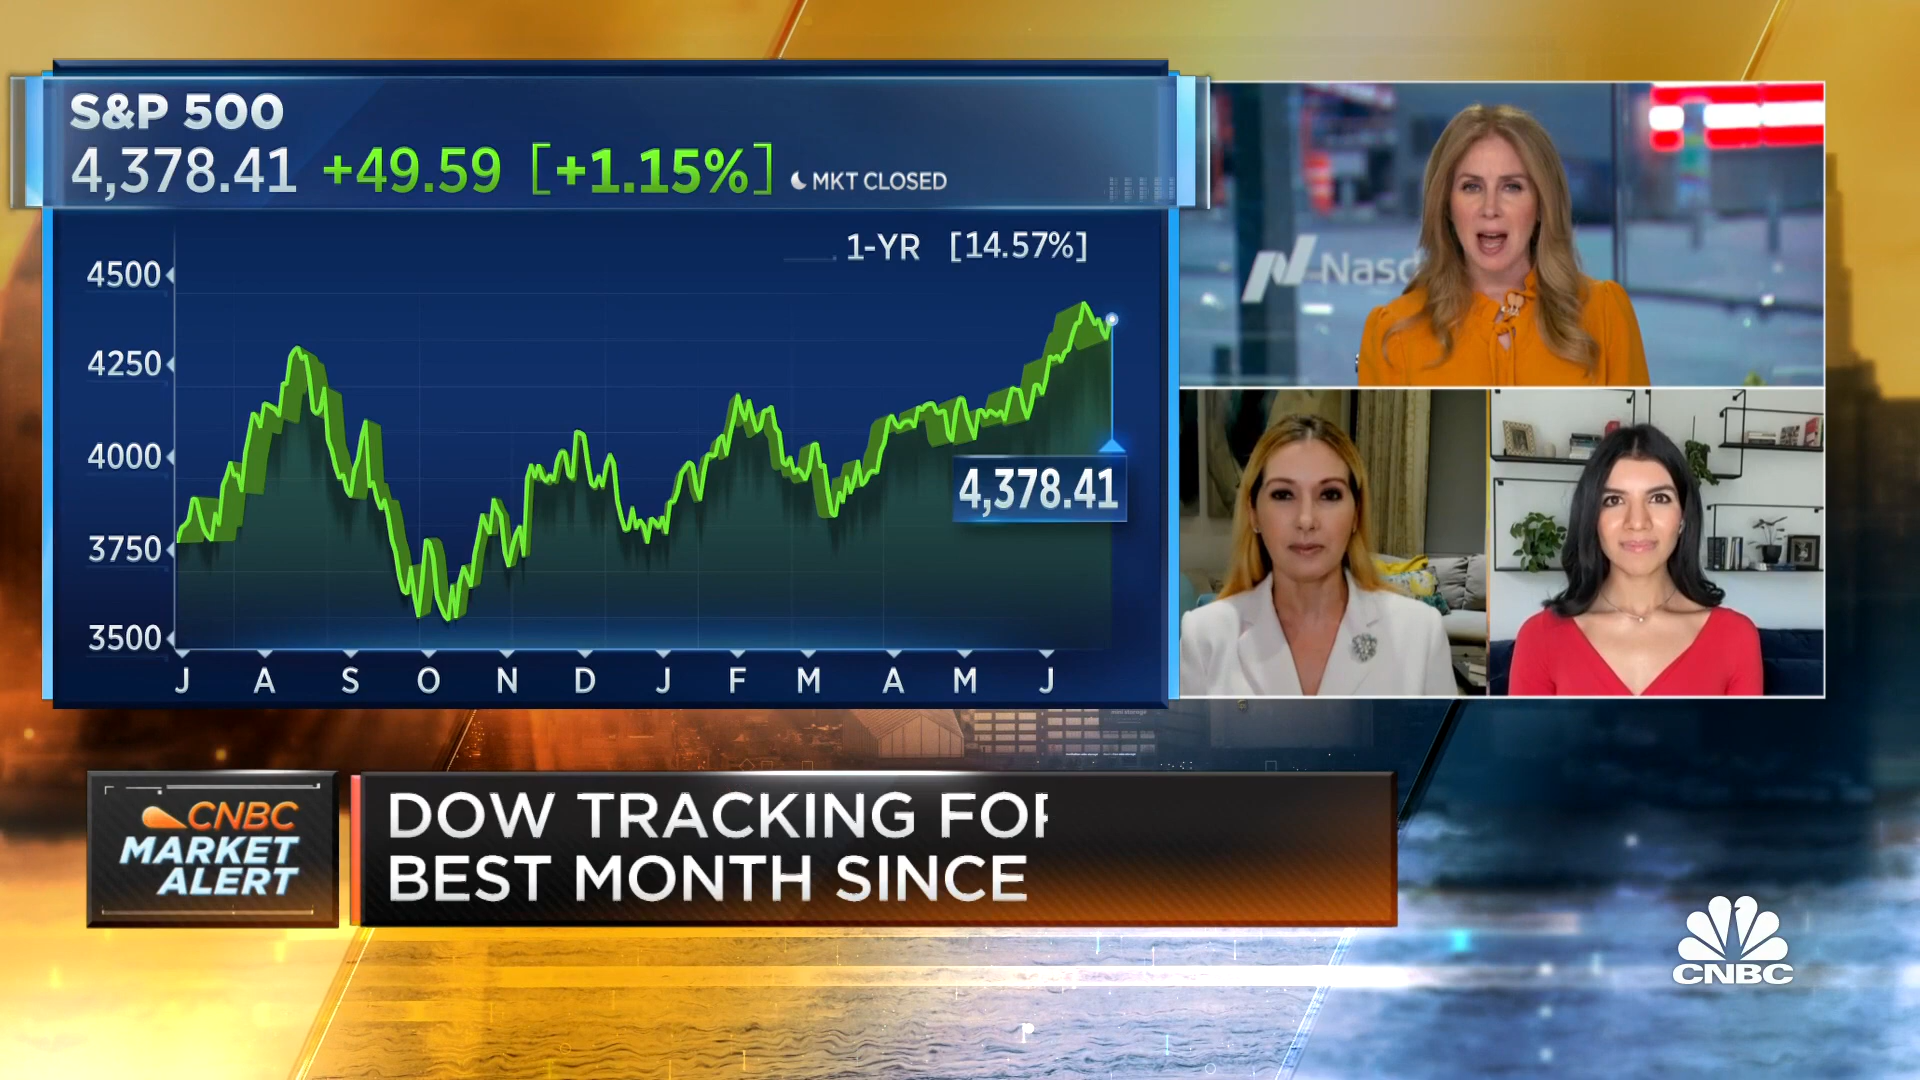 S&P 500
4,378.41 +49.59 [+1.15%] MKT CLOSED
1-YR [14.57%]
4500
4250
4000
3750
3500
4,378.41
J A S O N D J F M A M J
Nasd
CNBC
MARKET
ALERT
DOW TRACKING FOR
BEST MONTH SINCE
CNBC